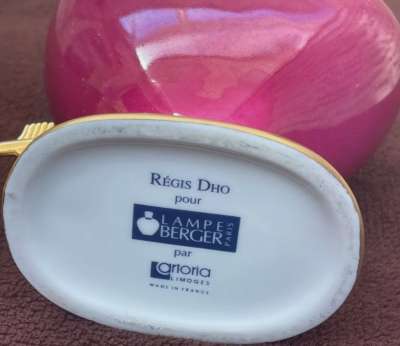 RÉGIS DHO
pour
LAMPE
BERGER
PARIS
par
artoria
LIMOGES
MADE IN FRANCE